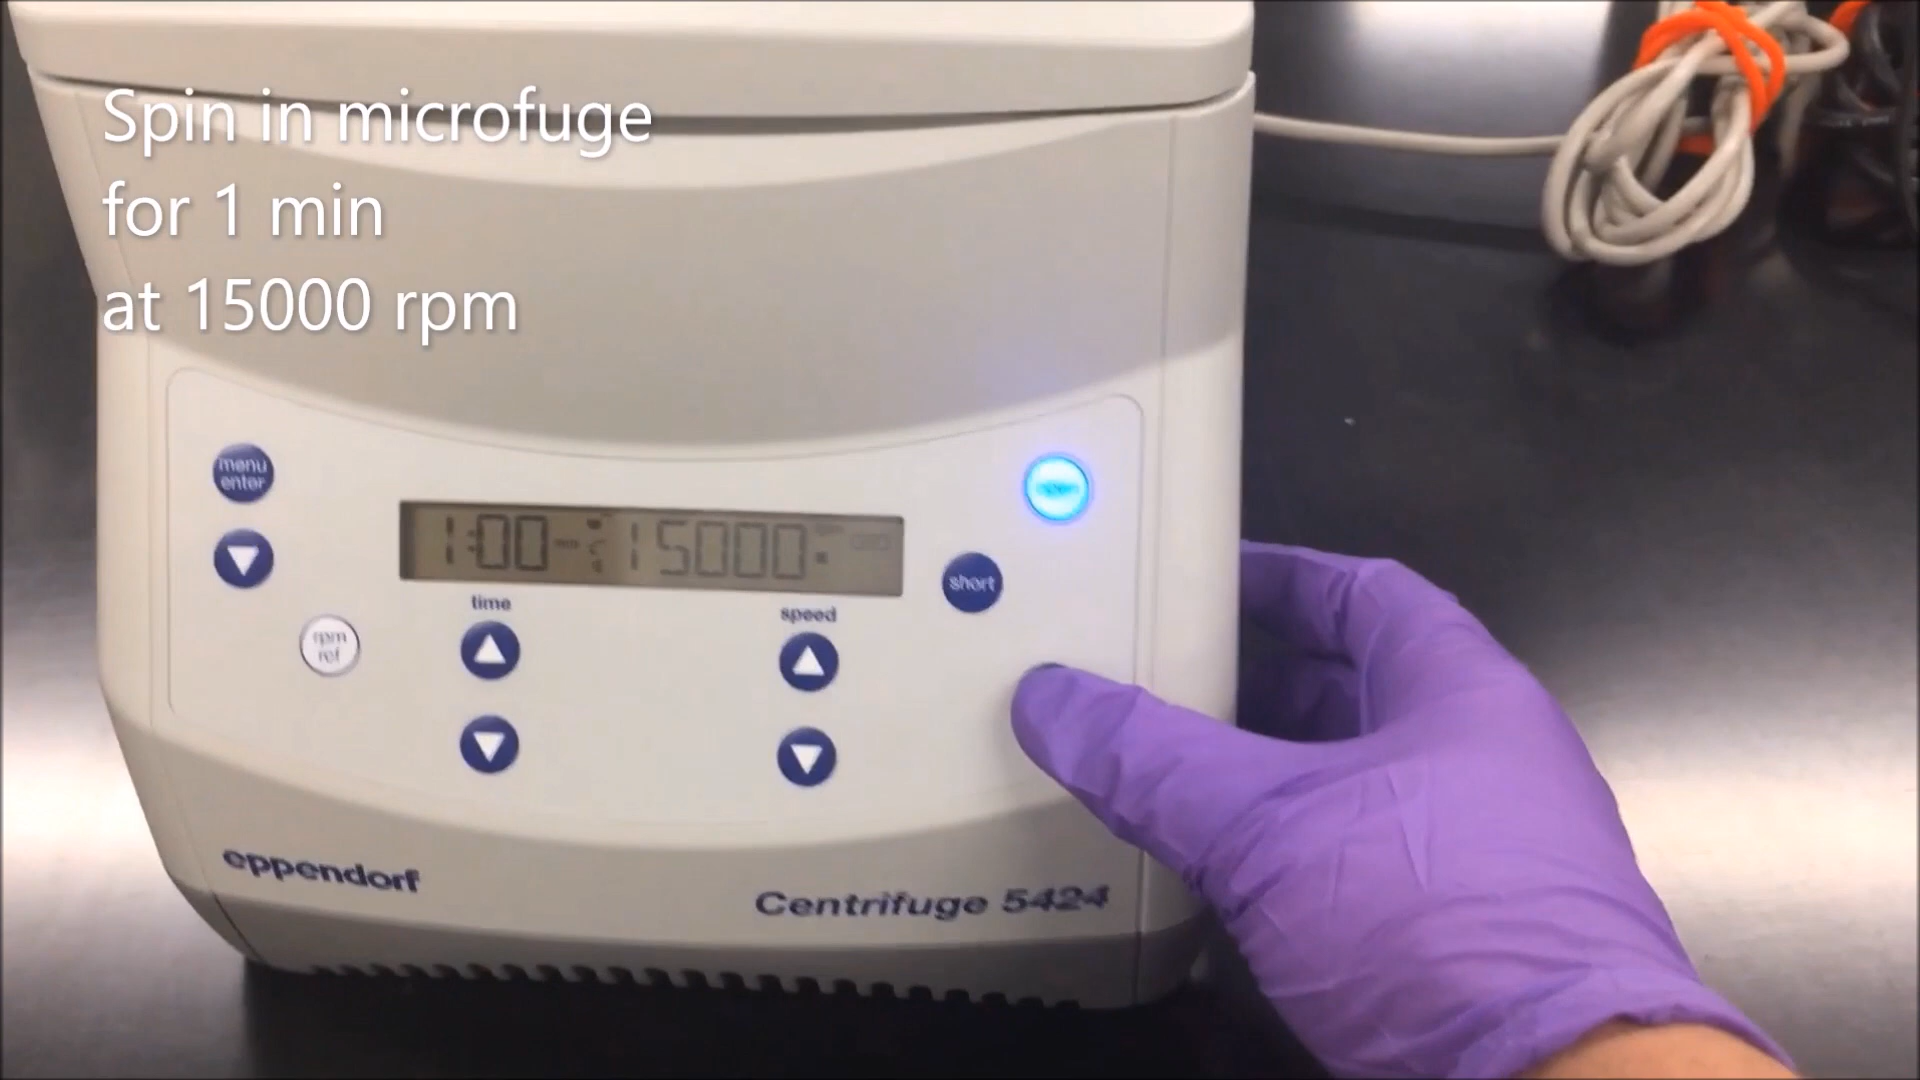 Spin in microfuge
for 1 min
at 15000 rpm
menu
enter
1:00
15000
time
speed
short
rpm
rcf
eppendorf
Centrifuge 5424